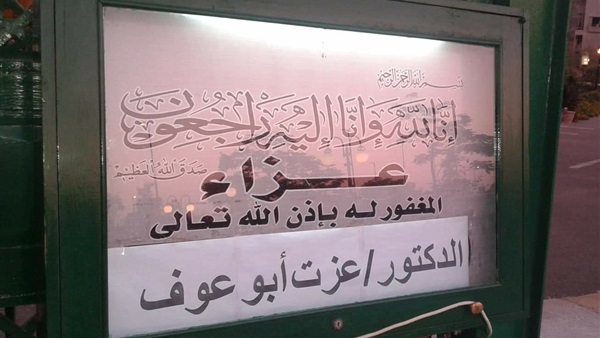 بسم الله الرحمن الرحيم
إنا لله وإنا إليه راجعون
صدق الله العظيم
عـــزاء
المغفور له بإذن الله تعالى
الدكتور/عزت أبو عوف